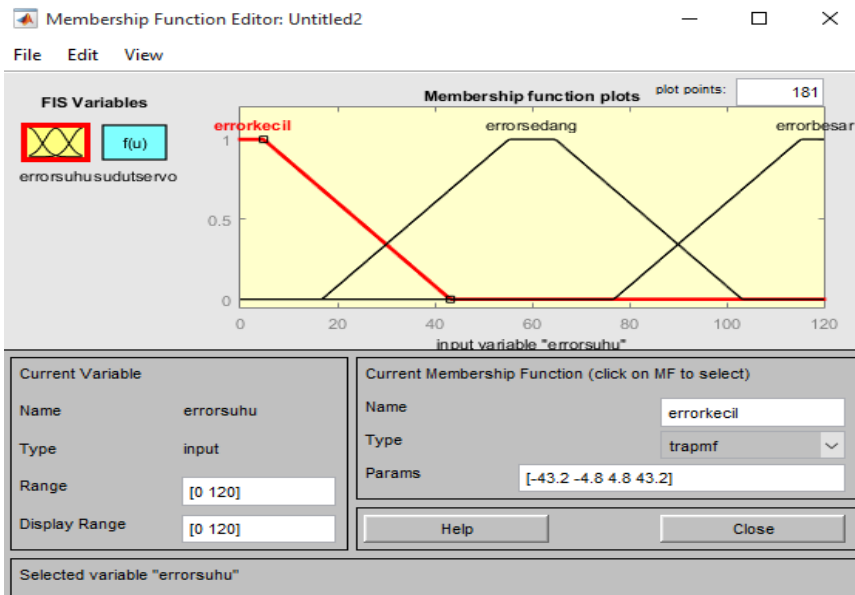 Membership Function Editor: Untitled2
File Edit View
FIS Variables
f(u)
errorsuhusudutservo
Membership function plots
plot points:
181
errorkecil
errorsedang
errorbesar
1
0.5
0
0 20 40 60 80 100 120
input variable "errorsuhu"
Current Variable
Name errorsuhu
Type input
Range [0 120]
Display Range [0 120]
Current Membership Function (click on MF to select)
Name errorkecil
Type trapmf
Params [-43.2 -4.8 4.8 43.2]
Help Close
Selected variable "errorsuhu"